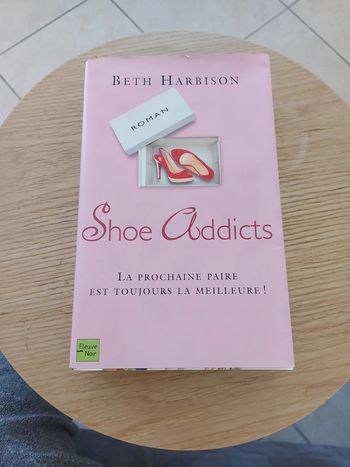 BETH HARBISON
ROMAN
Shoe Addicts
LA PROCHAINE PAIRE
EST TOUJOURS LA MEILLEURE !
Fleuve
Noir